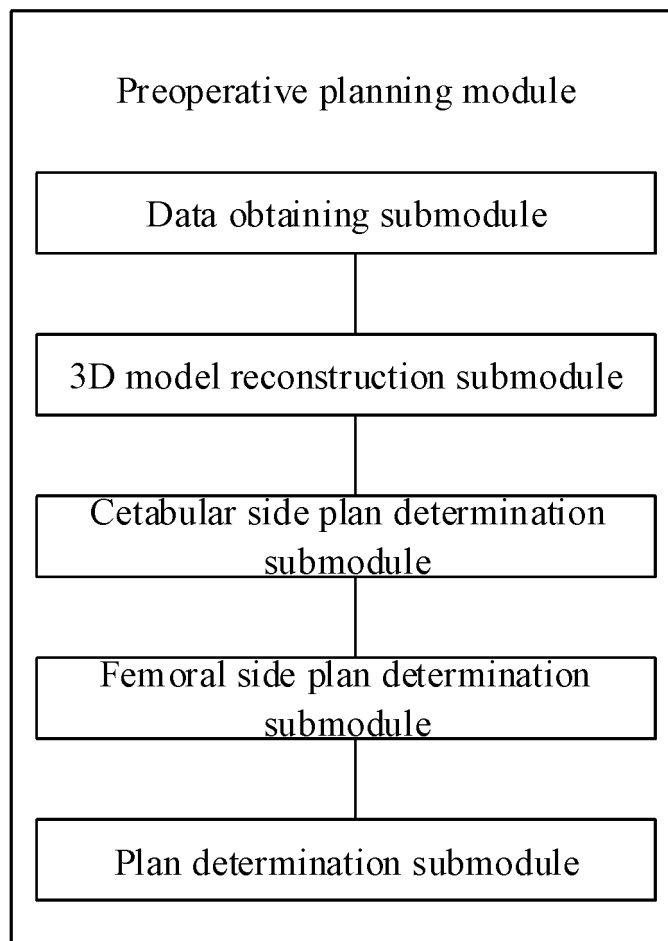 Preoperative planning module
Data obtaining submodule
3D model reconstruction submodule
Cetabular side plan determination
submodule
Femoral side plan determination
submodule
Plan determination submodule